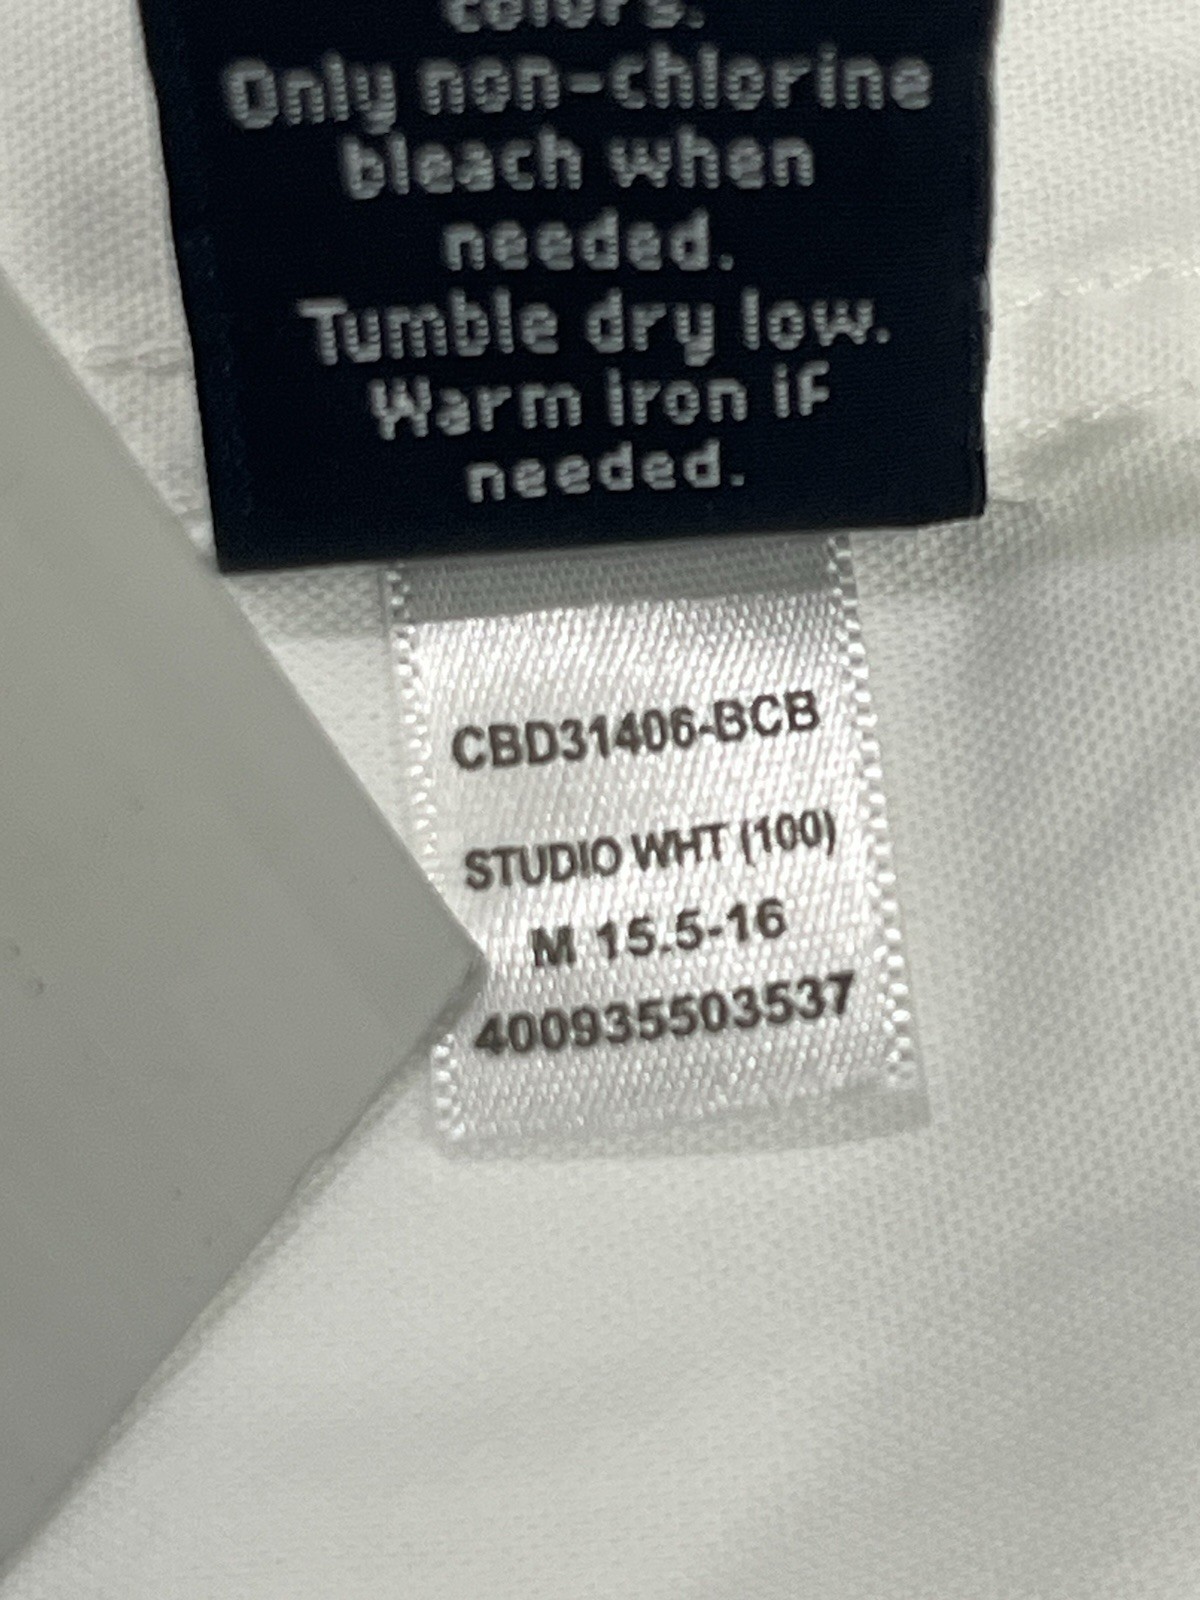 colors.
Only non-chlorine
bleach when
needed.
Tumble dry low.
Warm iron if
needed.
CBD31406-BCB
STUDIO WHT (100)
M 15.5-16
400935503537